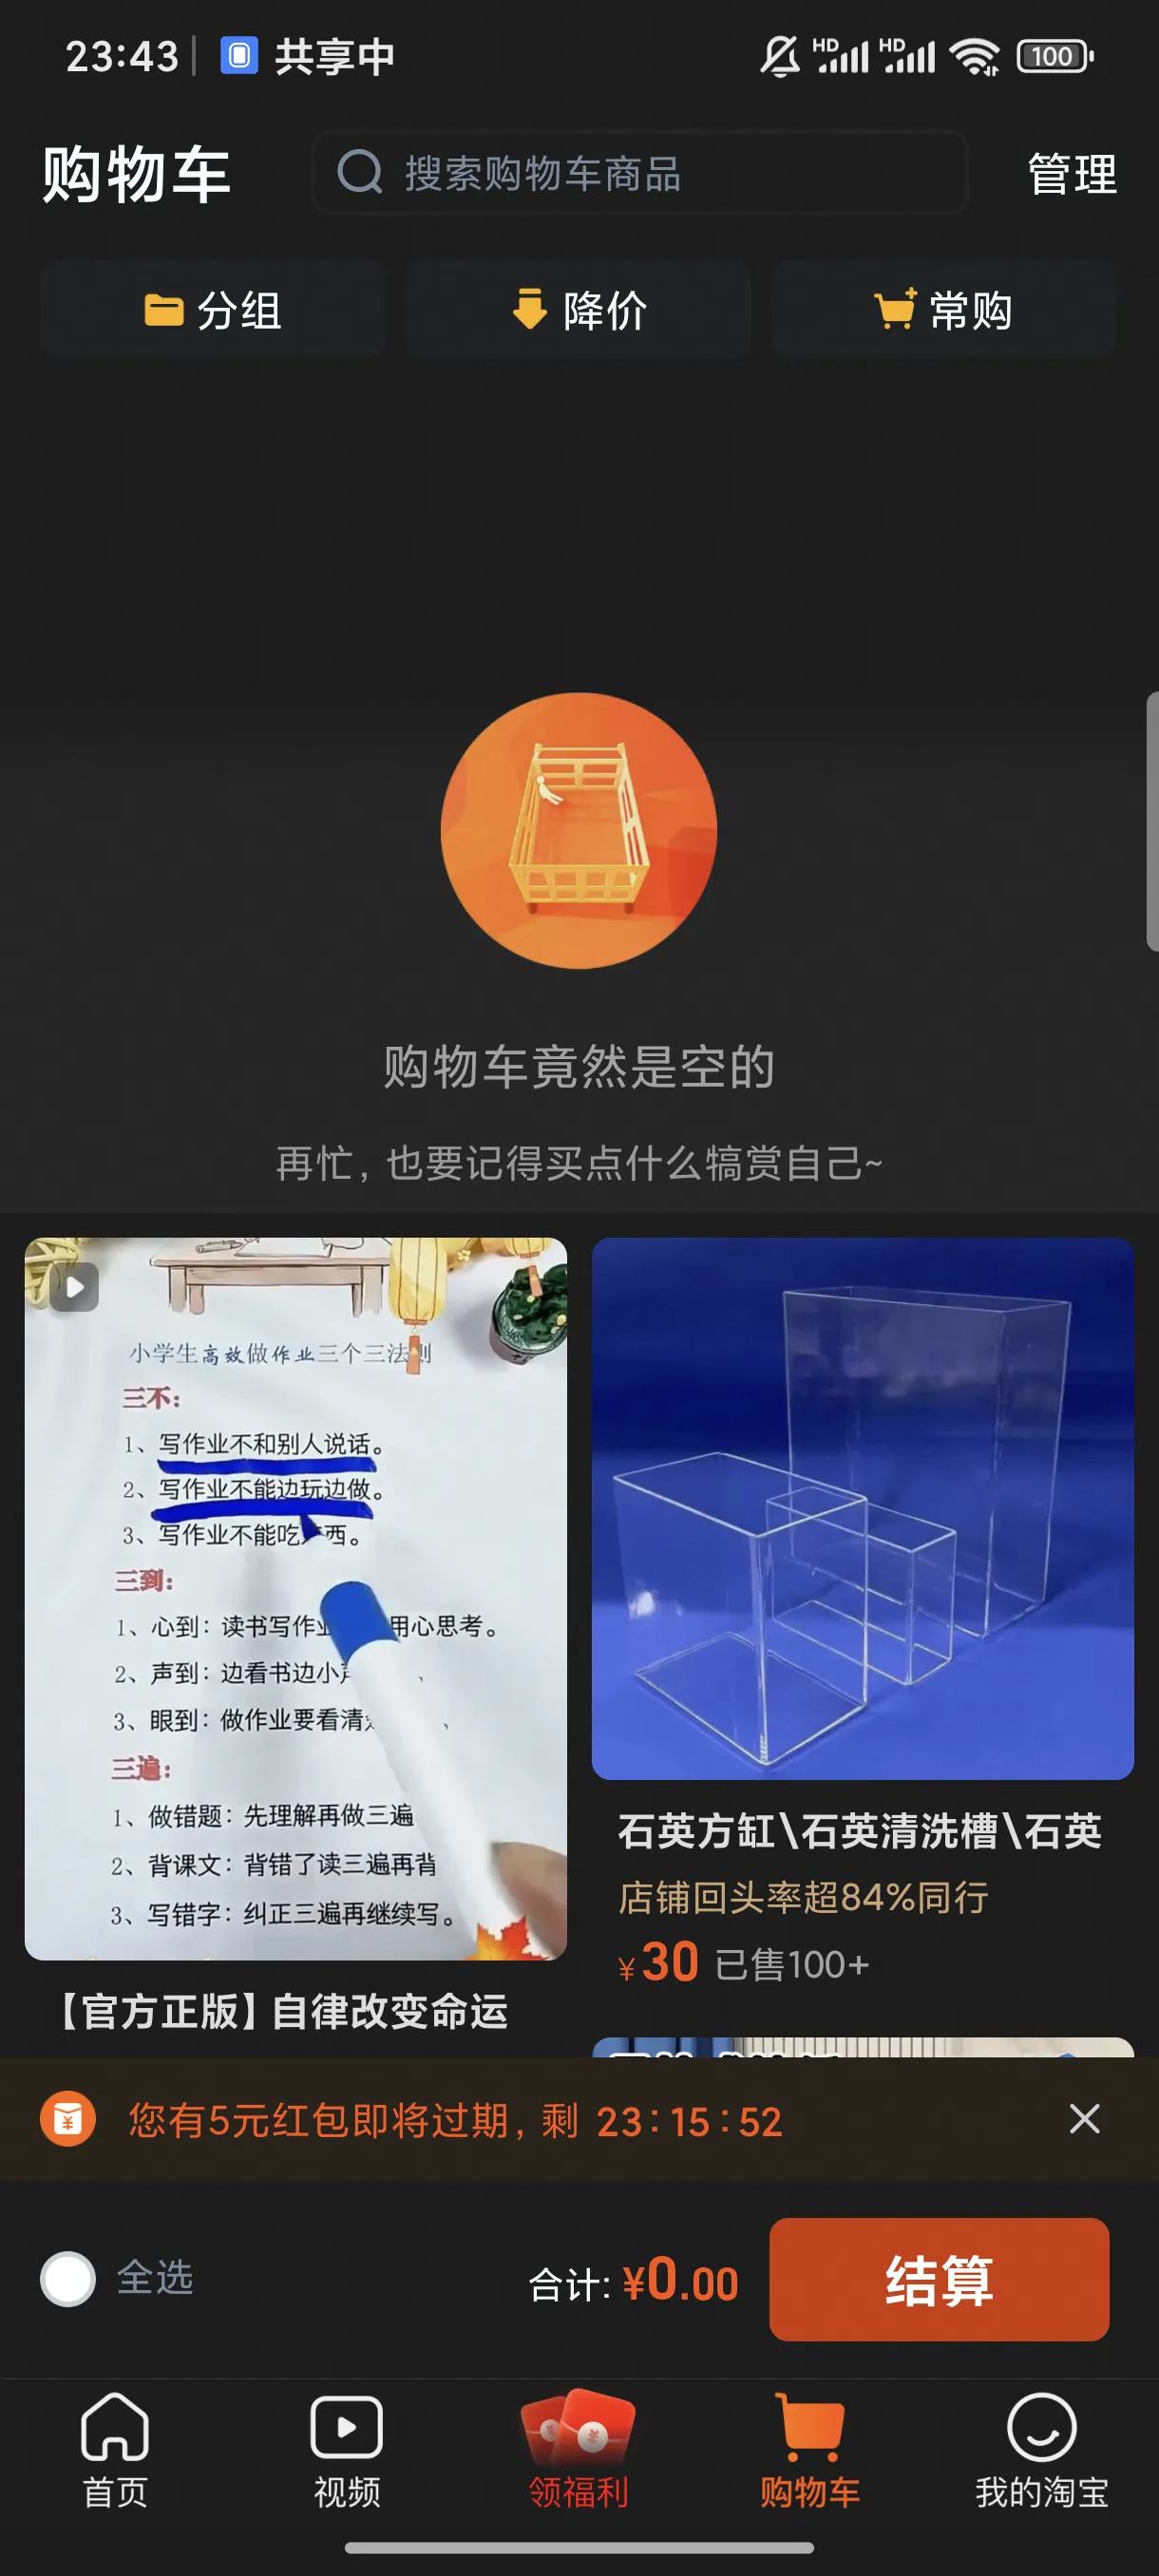 23:43
共享中
HD
HD
100
购物车
搜索购物车商品
管理
分组
降价
常购
购物车竟然是空的
再忙，也要记得买点什么犒赏自己~
小学生高效做作业三个三法则
三不：
1、写作业不和别人说话。
2、写作业不能边玩边做。
3、写作业不能吃 西。
三到：
1、心到：读书写作业 用心思考。
2、声到：边看书边小声
3、眼到：做作业要看清
三遍：
1、做错题：先理解再做三遍
2、背课文：背错了读三遍再背
3、写错字：纠正三遍再继续写。
【官方正版】自律改变命运
石英方缸\石英清洗槽\石英
店铺回头率超84%同行
¥30 已售100+
您有5元红包即将过期，剩 23:15:52
全选
合计: ¥0.00
结算
首页
视频
领福利
购物车
我的淘宝